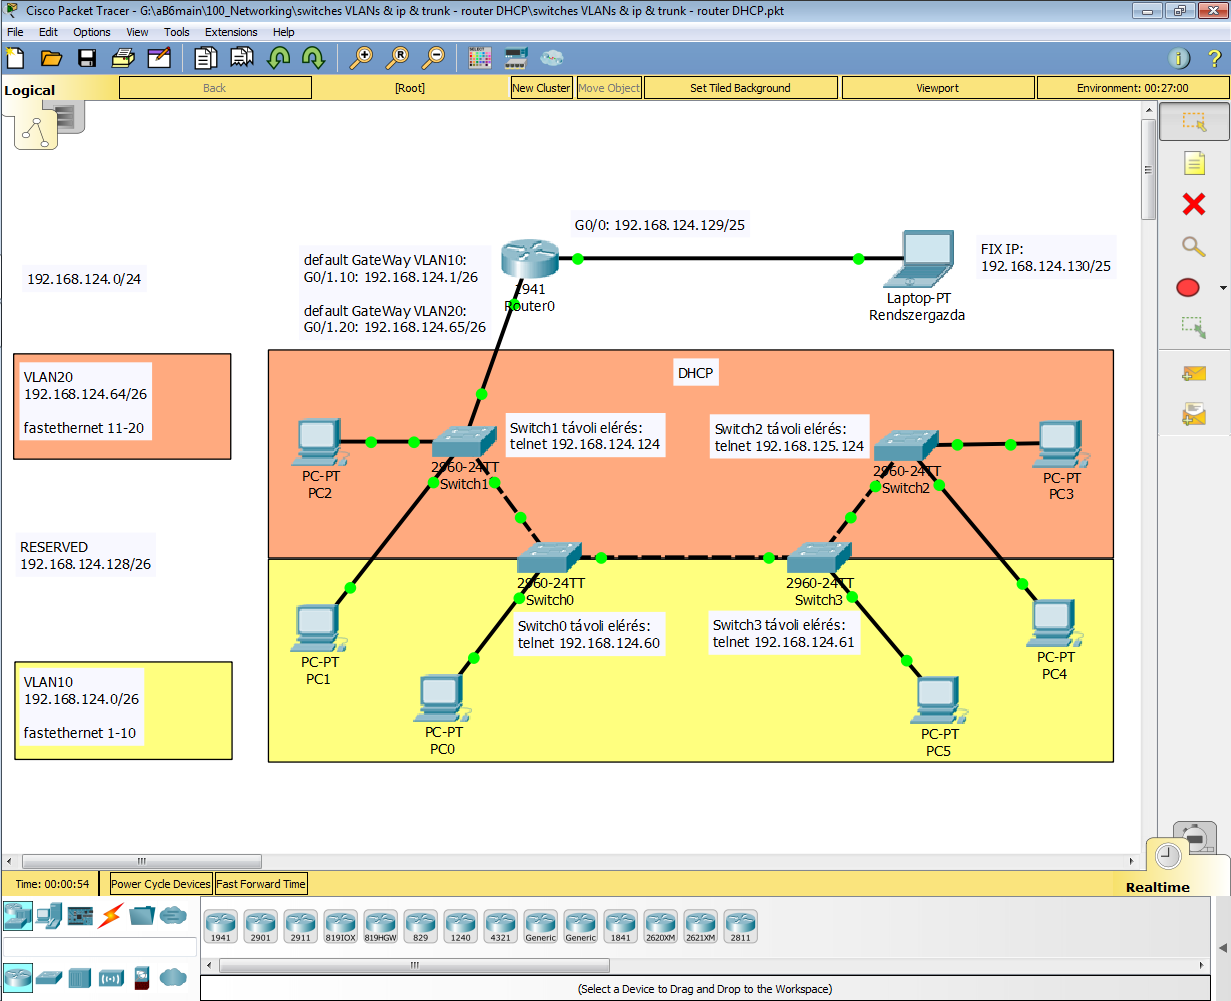 Cisco Packet Tracer - G:\aB6main\100_Networking\switches VLANs & ip & trunk - router DHCP\switches VLANs & ip & trunk - router DHCP.pkt
File Edit Options View Tools Extensions Help
Logical
Back
[Root]
New Cluster
Move Object
Set Tiled Background
Viewport
Environment: 00:27:00
G0/0: 192.168.124.129/25
default GateWay VLAN10:
G0/1.10: 192.168.124.1/26
default GateWay VLAN20:
G0/1.20: 192.168.124.65/26
1941
Router0
Laptop-PT
Rendszergazda
FIX IP:
192.168.124.130/25
192.168.124.0/24
VLAN20
192.168.124.64/26
fastethernet 11-20
DHCP
PC-PT
PC2
2960-24TT
Switch1
Switch1 távoli elérés:
telnet 192.168.124.124
Switch2 távoli elérés:
telnet 192.168.125.124
2960-24TT
Switch2
PC-PT
PC3
RESERVED
192.168.124.128/26
2960-24TT
Switch0
2960-24TT
Switch3
Switch0 távoli elérés:
telnet 192.168.124.60
Switch3 távoli elérés:
telnet 192.168.124.61
PC-PT
PC1
PC-PT
PC4
VLAN10
192.168.124.0/26
fastethernet 1-10
PC-PT
PC0
PC-PT
PC5
Time: 00:00:54
Power Cycle Devices
Fast Forward Time
Realtime
1941
2901
2911
819IOX
819HGW
829
1240
4321
Generic
Generic
1841
2620XM
2621XM
2811
(Select a Device to Drag and Drop to the Workspace)